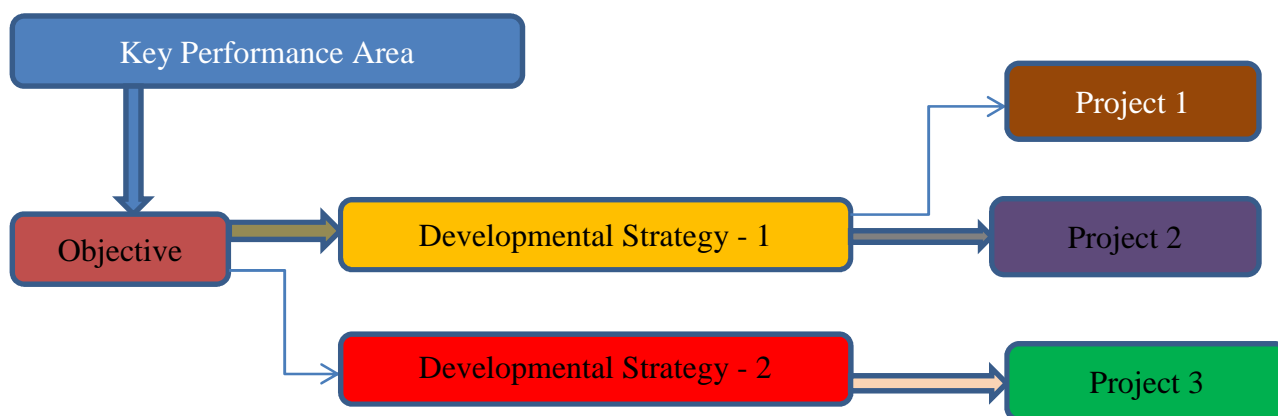 Key Performance Area
Project 1
Objective
Developmental Strategy - 1
Project 2
Developmental Strategy - 2
Project 3